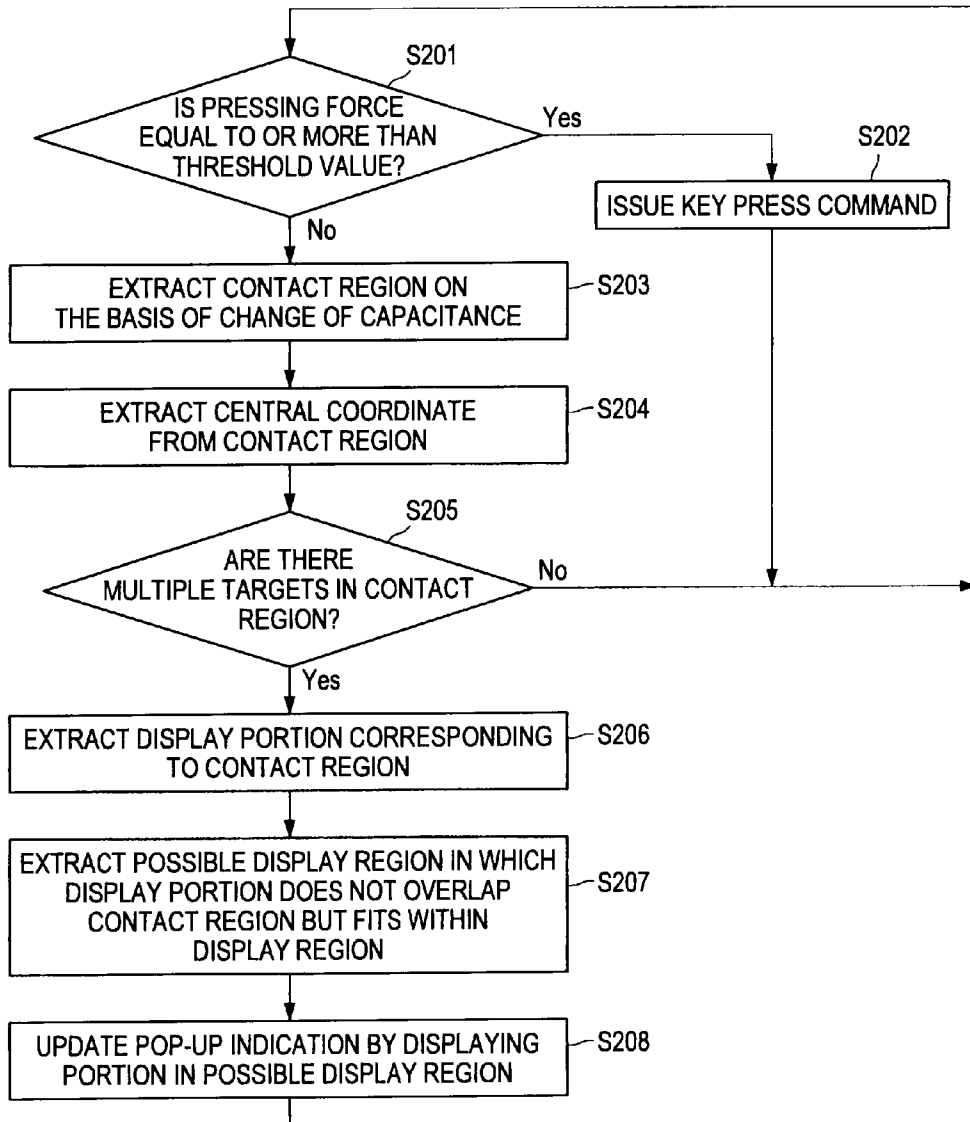 S201
IS PRESSING FORCE
EQUAL TO OR MORE THAN
THRESHOLD VALUE?
Yes
S202
ISSUE KEY PRESS COMMAND
No
EXTRACT CONTACT REGION ON
THE BASIS OF CHANGE OF CAPACITANCE
S203
EXTRACT CENTRAL COORDINATE
FROM CONTACT REGION
S204
S205
ARE THERE
MULTIPLE TARGETS IN CONTACT
REGION?
No
Yes
EXTRACT DISPLAY PORTION CORRESPONDING
TO CONTACT REGION
S206
EXTRACT POSSIBLE DISPLAY REGION IN WHICH
DISPLAY PORTION DOES NOT OVERLAP
CONTACT REGION BUT FITS WITHIN
DISPLAY REGION
S207
UPDATE POP-UP INDICATION BY DISPLAYING
PORTION IN POSSIBLE DISPLAY REGION
S208